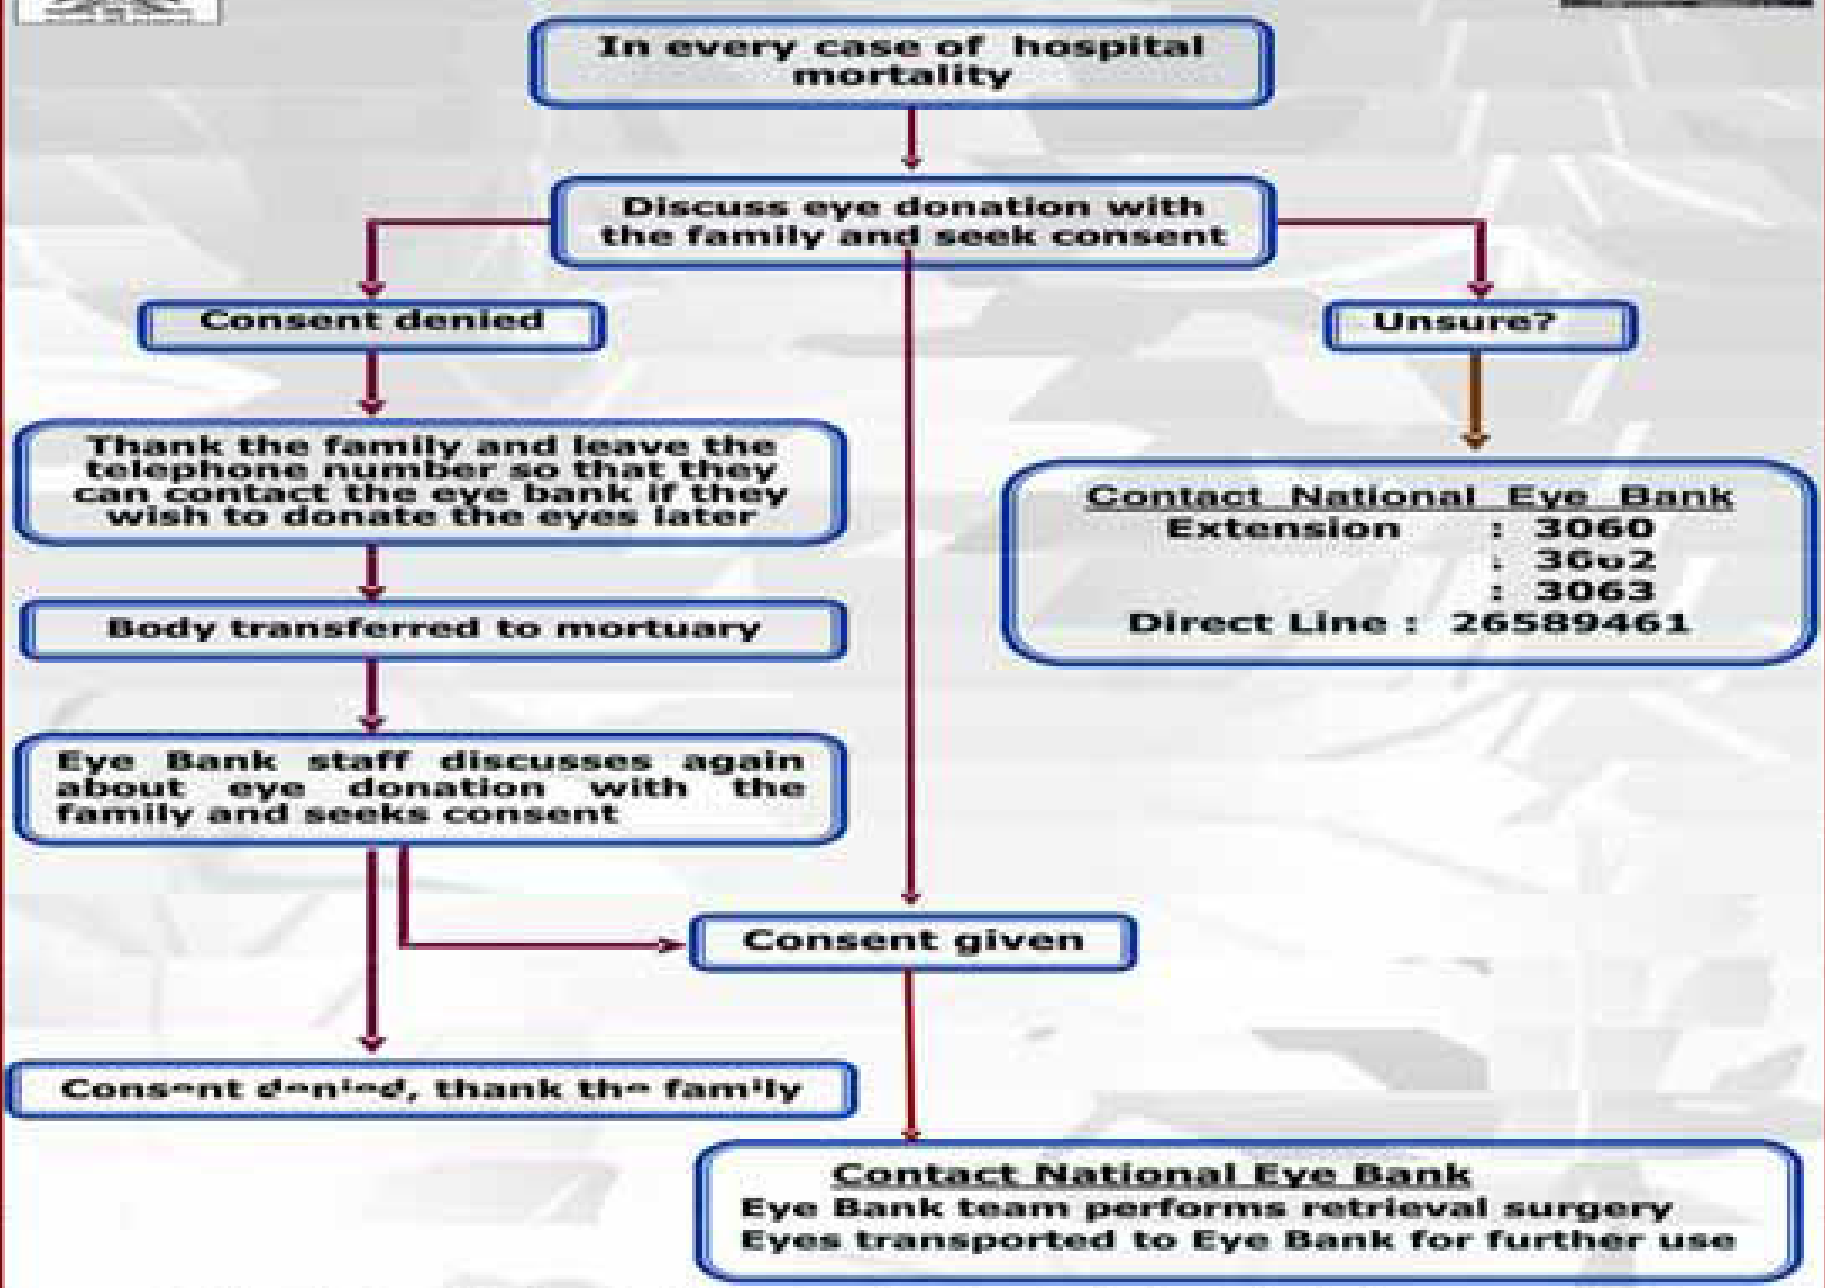 In every case of hospital
mortality
Discuss eye donation with
the family and seek consent
Consent denied
Unsure?
Thank the family and leave the
telephone number so that they
can contact the eye bank if they
wish to donate the eyes later
Contact National Eye Bank
Extension : 3060
:
: 3063
Direct Line : 26589461
Body transferred to mortuary
Eye Bank staff discusses again
about eye donation with the
family and seeks consent
Consent given
Consent denied, thank the family
Contact National Eye Bank
Eye Bank team performs retrieval surgery
Eyes transported to Eye Bank for further use